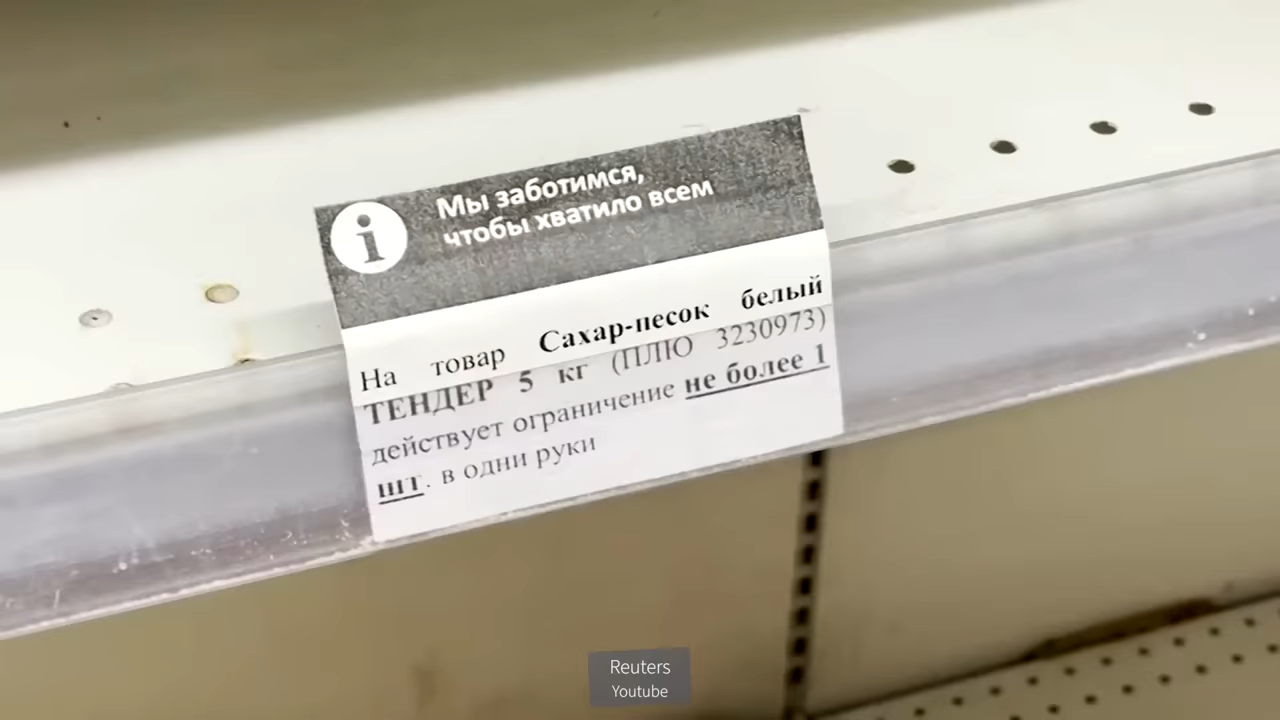 Мы заботимся,
чтобы хватило всем
На товар Сахар-песок белый
ТЕНДЕР 5 кг (ПЛЮ 3230973)
действует ограничение не более 1
шт. в одни руки
Reuters
Youtube